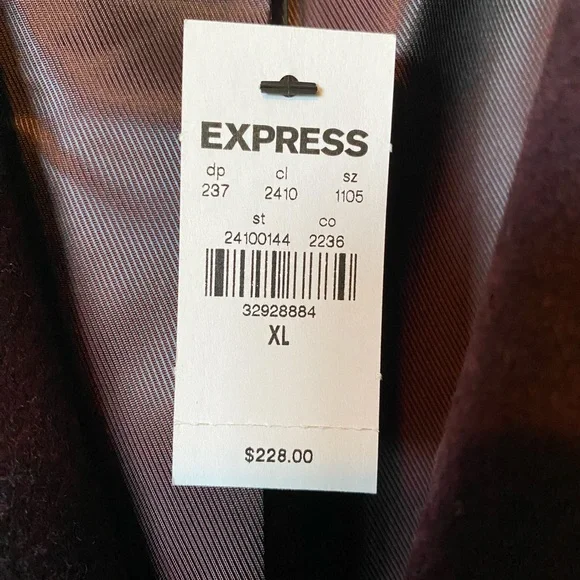 EXPRESS
dp cl sz
237 2410 1105
st co
24100144 2236
32928884
XL
$228.00